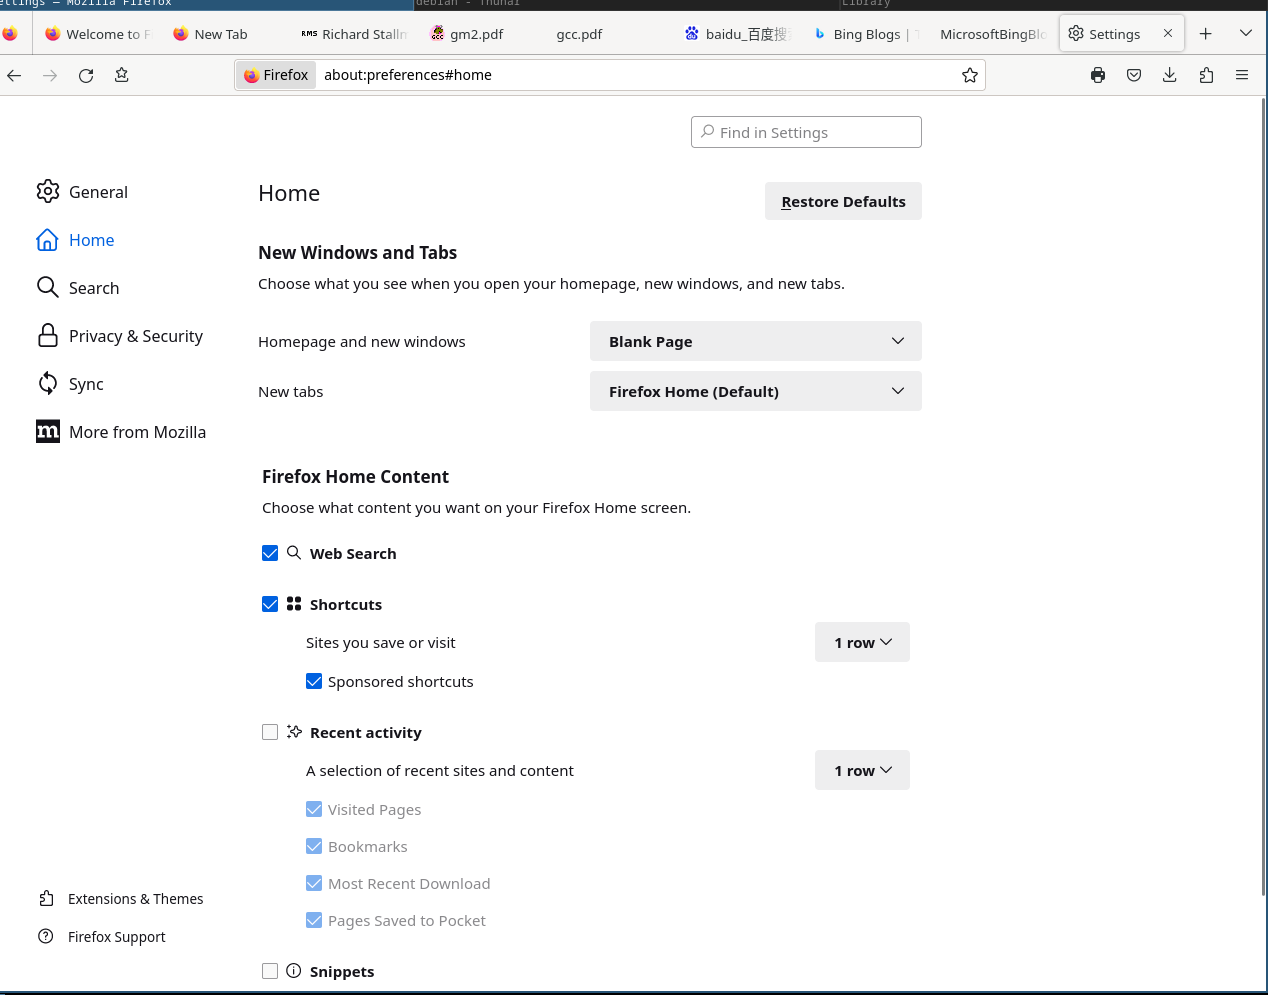 ettings — Mozilla Firefox
debian - Thunar
Library
Welcome to F
New Tab
RMS Richard Stallm
gm2.pdf
gcc.pdf
baidu_百度搜
Bing Blogs |
MicrosoftBingBlo
Settings
Firefox
about:preferences#home
Find in Settings
General
Home
Search
Privacy & Security
Sync
More from Mozilla
Extensions & Themes
Firefox Support
Home
Restore Defaults
New Windows and Tabs
Choose what you see when you open your homepage, new windows, and new tabs.
Homepage and new windows
Blank Page
New tabs
Firefox Home (Default)
Firefox Home Content
Choose what content you want on your Firefox Home screen.
Web Search
Shortcuts
Sites you save or visit
1 row
Sponsored shortcuts
Recent activity
A selection of recent sites and content
1 row
Visited Pages
Bookmarks
Most Recent Download
Pages Saved to Pocket
Snippets